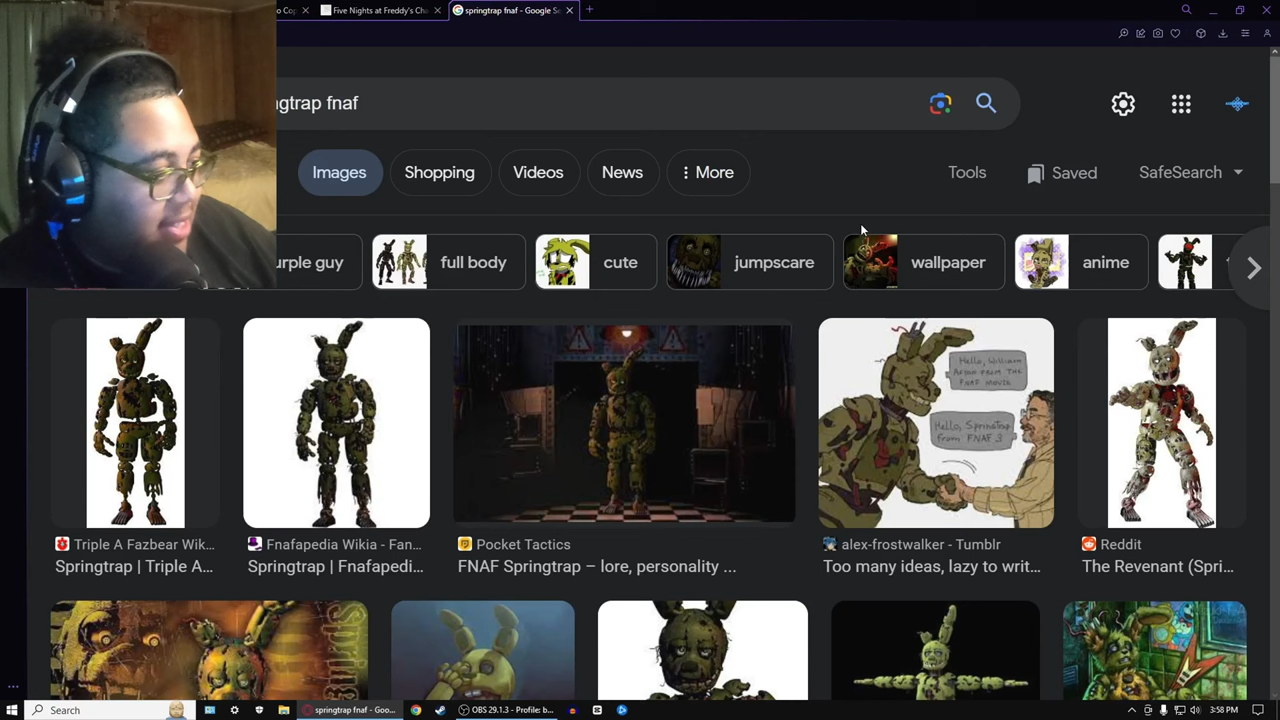 o Cop
Five Nights at Freddy's Cha
springtrap fnaf - Google Se
ngtrap fnaf
Images
Shopping
Videos
News
More
Tools
Saved
SafeSearch
urple guy
full body
cute
jumpscare
wallpaper
anime
Hello, William
Afton from the
FNAF movie
Hello, Springtrap
from FNAF 3
Triple A Fazbear Wik...
Fnafapedia Wikia - Fan...
Pocket Tactics
alex-frostwalker - Tumblr
Reddit
Springtrap | Triple A...
Springtrap | Fnafapedi...
FNAF Springtrap – lore, personality ...
Too many ideas, lazy to writ...
The Revenant (Spri...
Search
springtrap fnaf - Goo...
OBS 29.1.3 - Profile: b...
3:58 PM